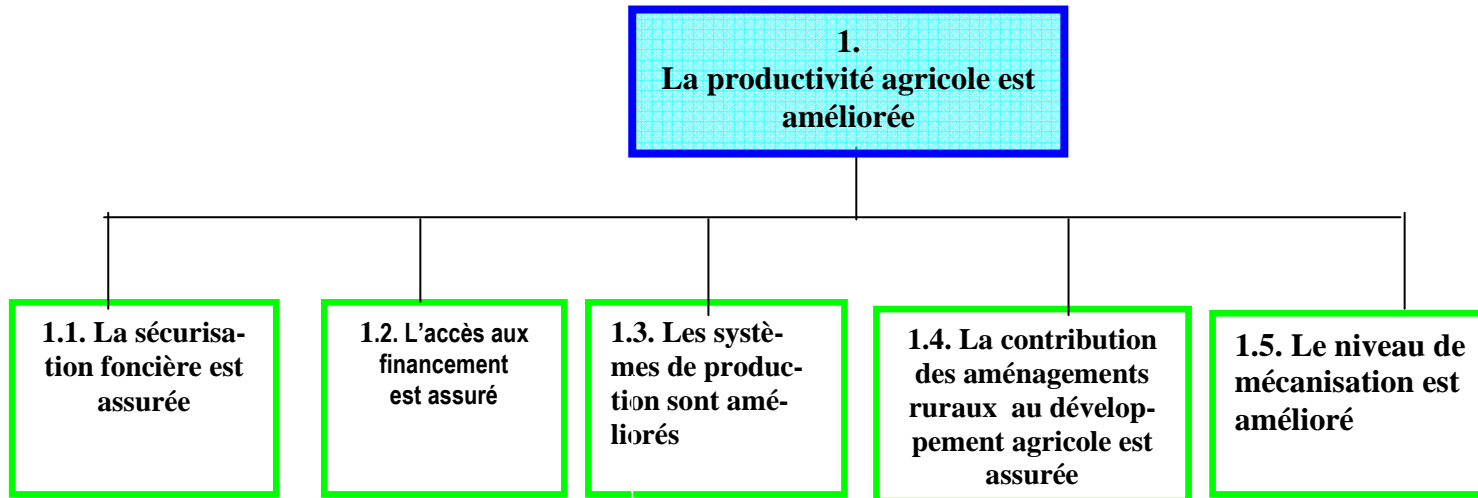 1.
La productivité agricole est
améliorée
1.1. La sécurisa-
tion foncière est
assurée
1.2. L’accès aux
financement
est assuré
1.3. Les systè-
mes de produc-
tion sont amé-
liorés
1.4. La contribution
des aménagements
ruraux au dévelop-
pement agricole est
assurée
1.5. Le niveau de
mécanisation est
amélioré